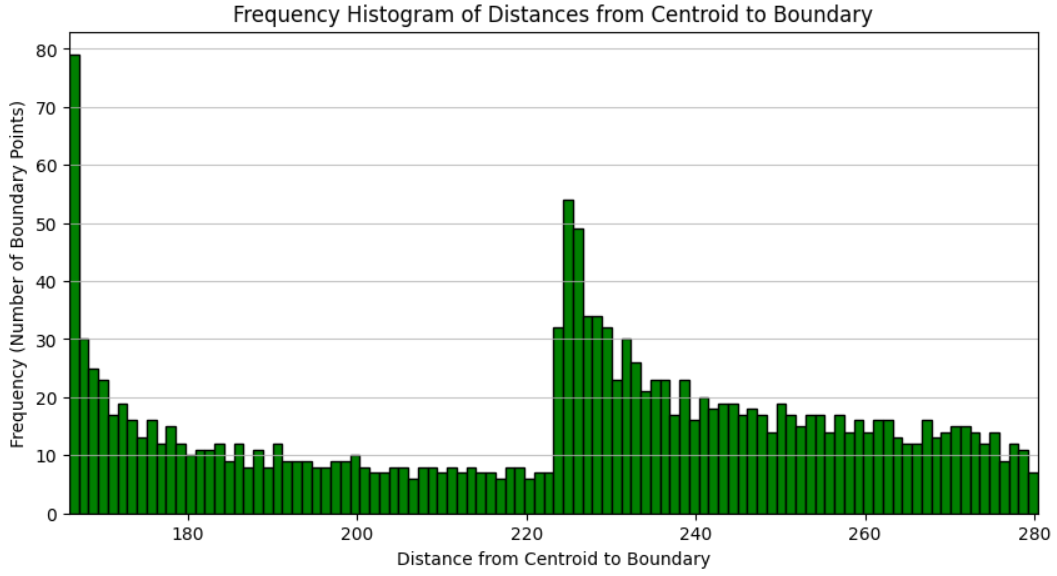 Frequency Histogram of Distances from Centroid to Boundary
Frequency (Number of Boundary Points)
80
70
60
50
40
30
20
10
0
180 200 220 240 260 280
Distance from Centroid to Boundary